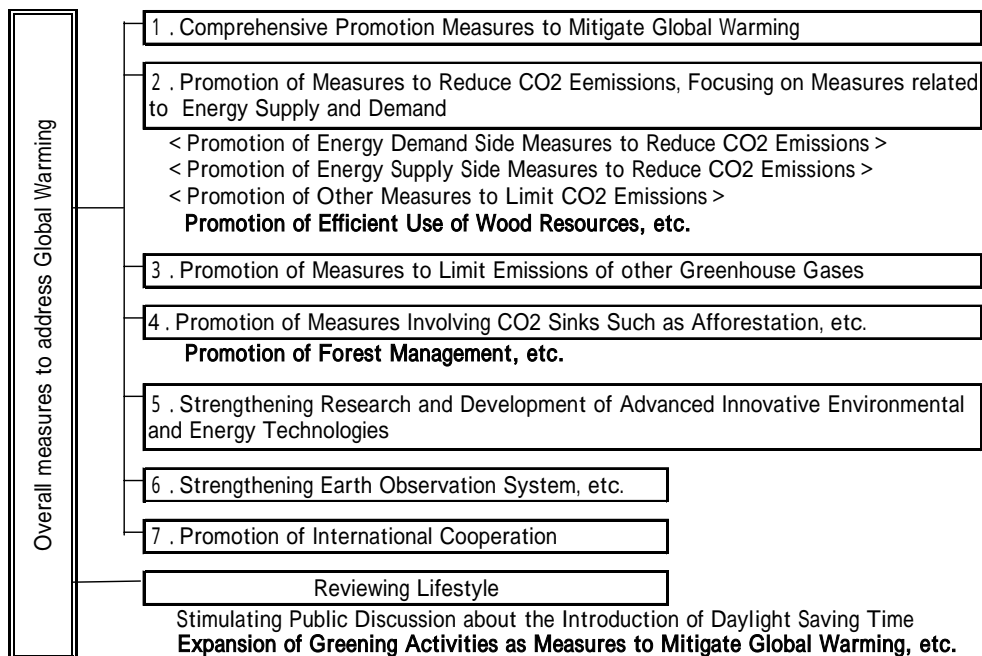 Overall measures to address Global Warming
1 . Comprehensive Promotion Measures to Mitigate Global Warming
2 . Promotion of Measures to Reduce CO2 Eemissions, Focusing on Measures related
to Energy Supply and Demand
< Promotion of Energy Demand Side Measures to Reduce CO2 Emissions >
< Promotion of Energy Supply Side Measures to Reduce CO2 Emissions >
< Promotion of Other Measures to Limit CO2 Emissions >
Promotion of Efficient Use of Wood Resources, etc.
3 . Promotion of Measures to Limit Emissions of other Greenhouse Gases
4 . Promotion of Measures Involving CO2 Sinks Such as Afforestation, etc.
Promotion of Forest Management, etc.
5 . Strengthening Research and Development of Advanced Innovative Environmental
and Energy Technologies
6 . Strengthening Earth Observation System, etc.
7 . Promotion of International Cooperation
Reviewing Lifestyle
Stimulating Public Discussion about the Introduction of Daylight Saving Time
Expansion of Greening Activities as Measures to Mitigate Global Warming, etc.